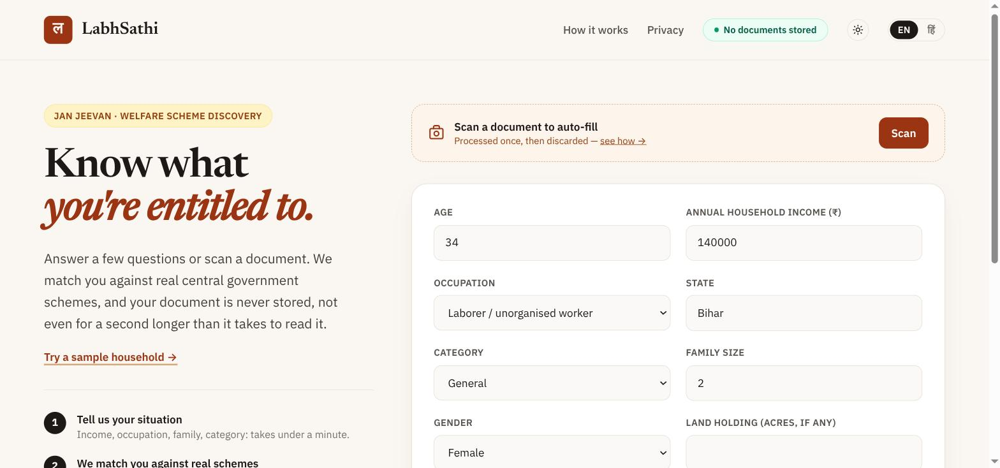 ल LabhSathi
How it works Privacy No documents stored EN हिं
JAN JEEVAN · WELFARE SCHEME DISCOVERY
Know what
you're entitled to.
Answer a few questions or scan a document. We
match you against real central government
schemes, and your document is never stored, not
even for a second longer than it takes to read it.
Try a sample household →
1 Tell us your situation
Income, occupation, family, category: takes under a minute.
2 We match you against real schemes
Scan a document to auto-fill
Processed once, then discarded — see how →
Scan
AGE
34
ANNUAL HOUSEHOLD INCOME (₹)
140000
OCCUPATION
Laborer / unorganised worker
STATE
Bihar
CATEGORY
General
FAMILY SIZE
2
GENDER
Female
LAND HOLDING (ACRES, IF ANY)